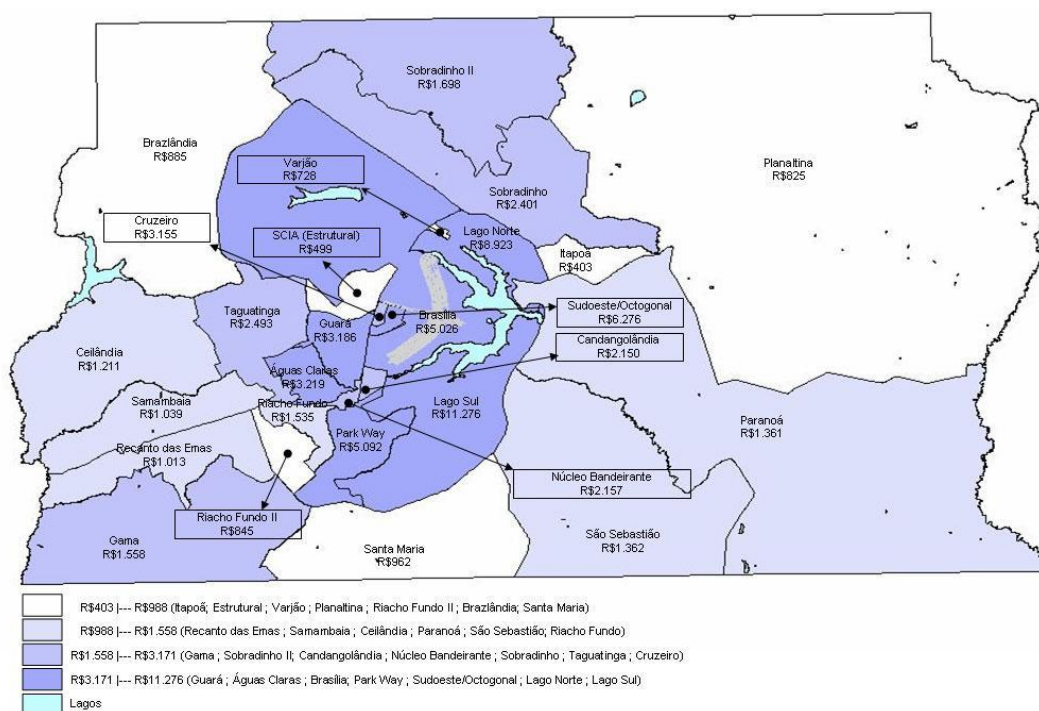 Sobradinho II
R$1.698
Brazlândia
R$885
Varjão
R$728
Planaltina
R$825
Sobradinho
R$2.401
Cruzeiro
R$3.155
SCIA (Estrutural)
R$499
Lago Norte
R$8.923
Itapoã
R$403
Taguatinga
R$2.493
Guará
R$3.186
Brasília
R$5.026
Sudoeste/Octogonal
R$6.276
Candangolândia
R$2.150
Ceilândia
R$1.211
Águas Claras
R$3.219
Samambaia
R$1.039
Riacho Fundo
R$1.535
Lago Sul
R$11.276
Paranoá
R$1.361
Park Way
R$5.092
Recanto das Emas
R$1.013
Núcleo Bandeirante
R$2.157
Riacho Fundo II
R$845
Gama
R$1.558
Santa Maria
R$962
São Sebastião
R$1.362
R$403 |--- R$988 (Itapoã; Estrutural ; Varjão ; Planaltina ; Riacho Fundo II ; Brazlândia; Santa Maria)
R$988 |--- R$1.558 (Recanto das Emas ; Samambaia ; Ceilândia ; Paranoá ; São Sebastião; Riacho Fundo)
R$1.558 |--- R$3.171 (Gama ; Sobradinho II; Candangolândia ; Núcleo Bandeirante ; Sobradinho ; Taguatinga ; Cruzeiro)
R$3.171 |--- R$11.276 (Guará ; Águas Claras ; Brasília; Park Way ; Sudoeste/Octogonal ; Lago Norte ; Lago Sul)
Lagos